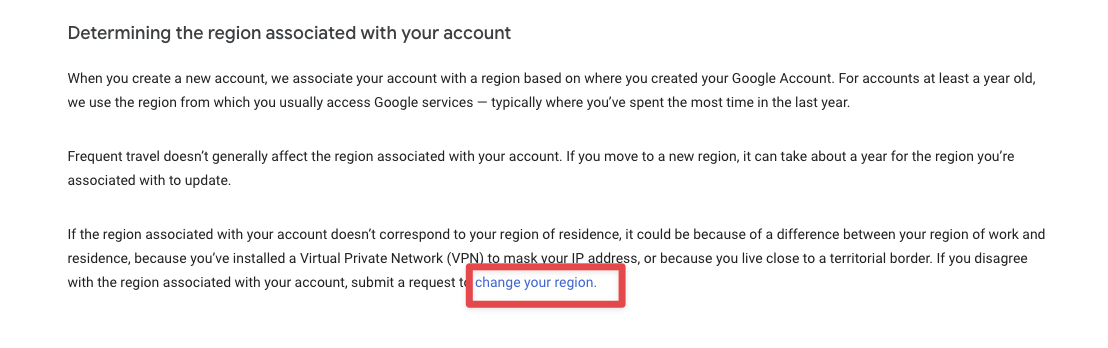 Determining the region associated with your account
When you create a new account, we associate your account with a region based on where you created your Google Account. For accounts at least a year old,
we use the region from which you usually access Google services — typically where you’ve spent the most time in the last year.
Frequent travel doesn’t generally affect the region associated with your account. If you move to a new region, it can take about a year for the region you’re
associated with to update.
If the region associated with your account doesn’t correspond to your region of residence, it could be because of a difference between your region of work and
residence, because you’ve installed a Virtual Private Network (VPN) to mask your IP address, or because you live close to a territorial border. If you disagree
with the region associated with your account, submit a request to change your region.